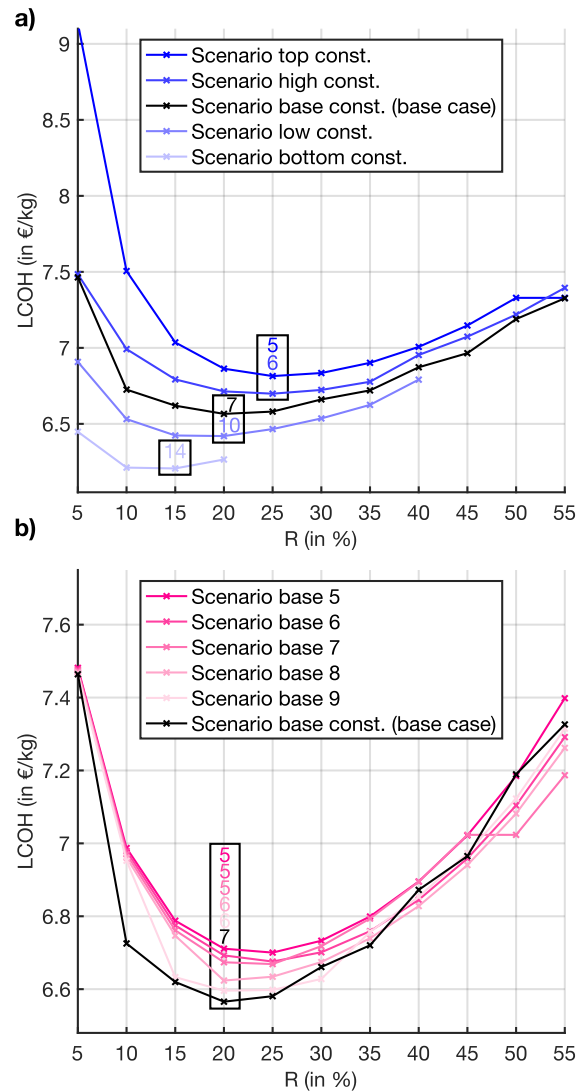 a)
9
8.5
8
7.5
7
6.5
LCOH (in €/kg)
Scenario top const.
Scenario high const.
Scenario base const. (base case)
Scenario low const.
Scenario bottom const.
5
6
7
10
14
5 10 15 20 25 30 35 40 45 50 55
R (in %)
b)
7.6
7.4
7.2
7
6.8
6.6
LCOH (in €/kg)
Scenario base 5
Scenario base 6
Scenario base 7
Scenario base 8
Scenario base 9
Scenario base const. (base case)
5
5
5
6
7
5 10 15 20 25 30 35 40 45 50 55
R (in %)